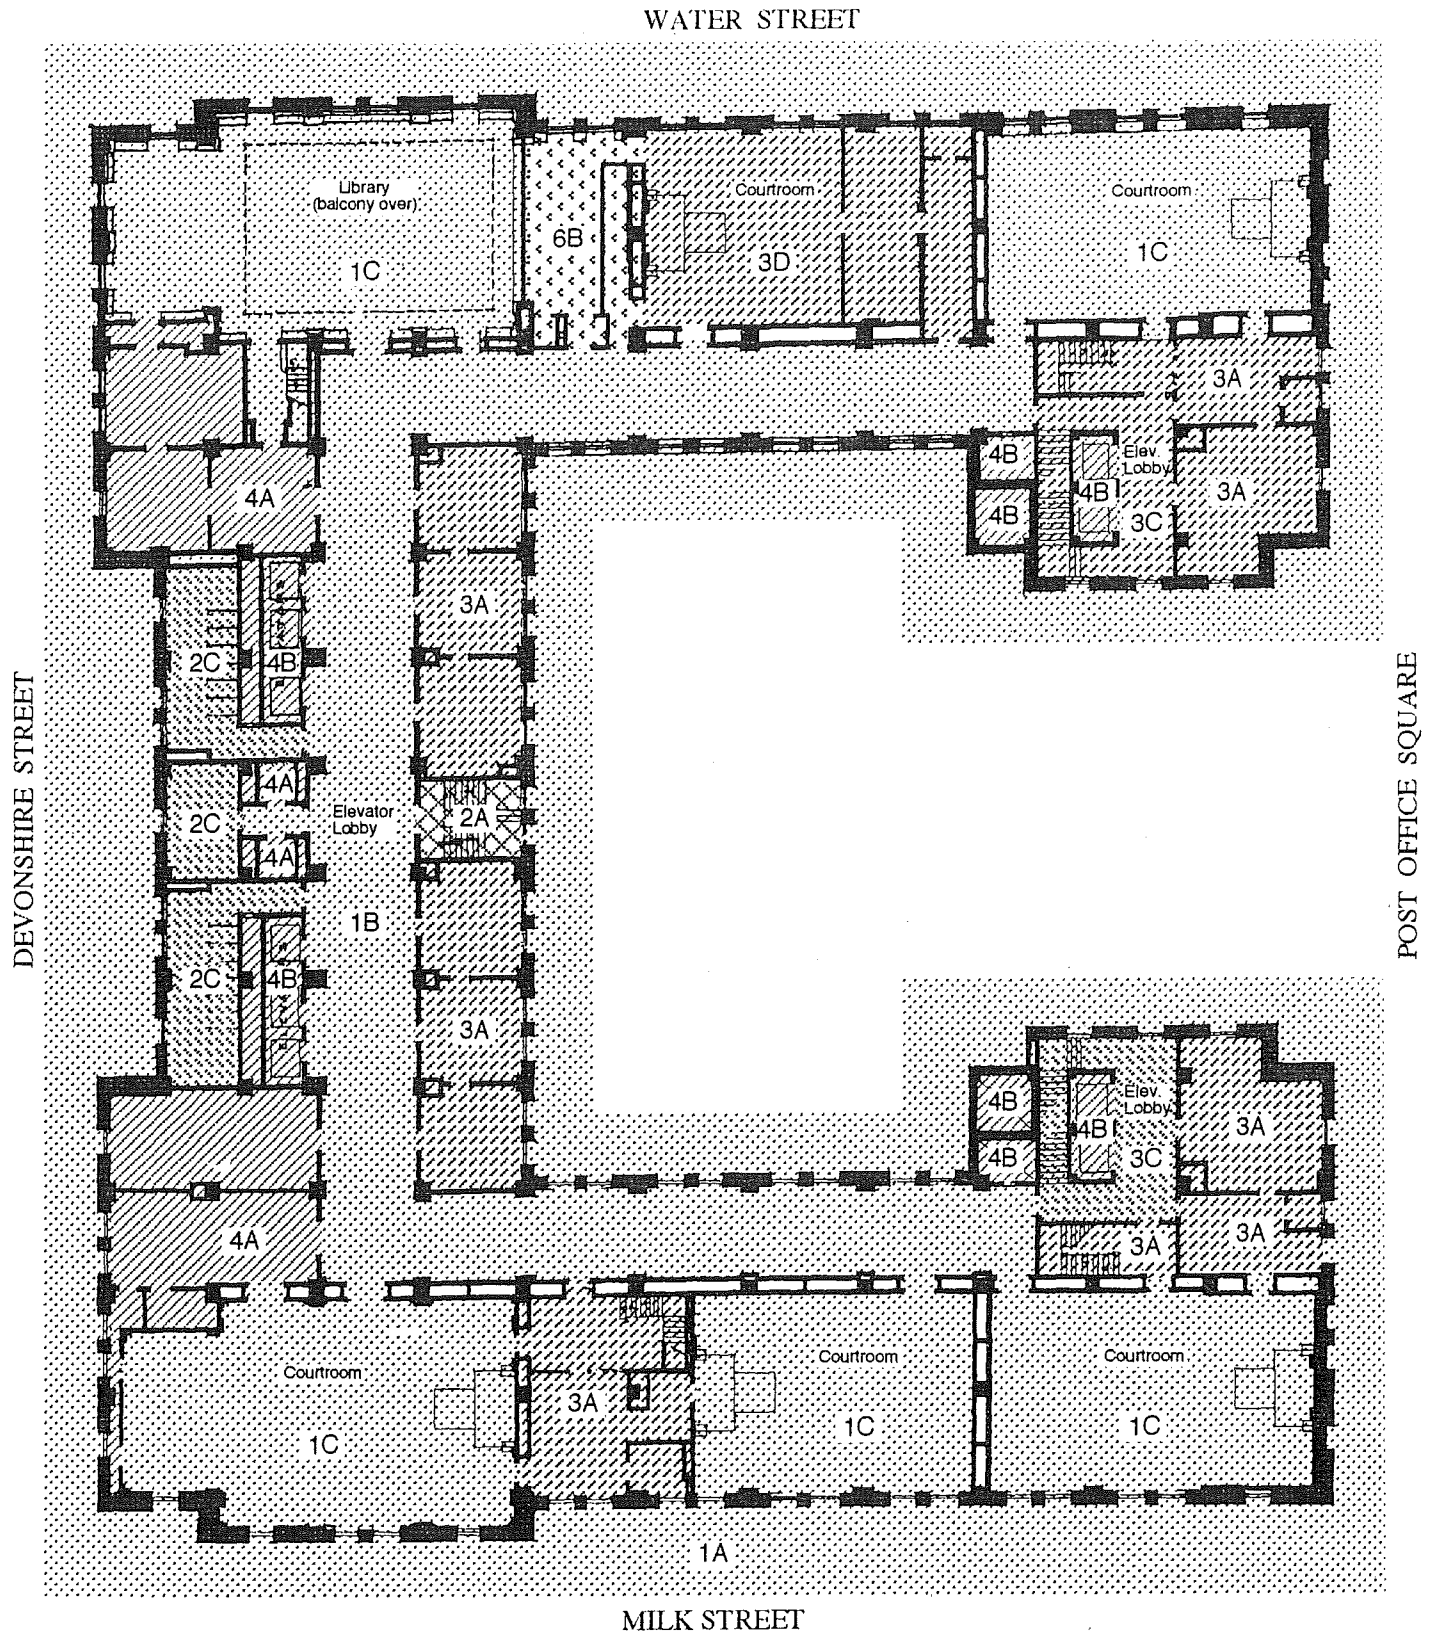 WATER STREET
Library
(balcony over)
1C
6B
Courtroom
3D
Courtroom
1C
3A
4A
4B
4B
4B
Elev.
Lobby
3C
3A
3A
2C
4B
4A
2C
Elevator
Lobby
2A
4A
1B
2C
4B
3A
DEVONSHIRE STREET
POST OFFICE SQUARE
4B
4B
4B
Elev.
Lobby
3C
3A
3A
3A
4A
Courtroom
1C
3A
Courtroom
1C
Courtroom
1C
1A
MILK STREET